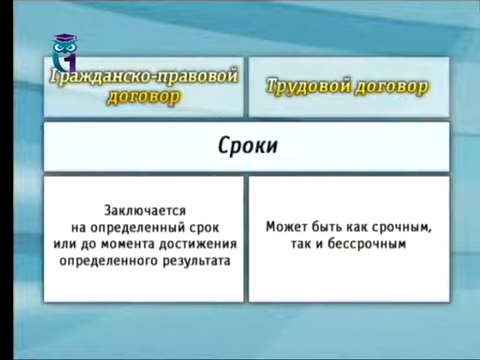 1
Гражданско-правовой
договор
Трудовой договор
Сроки
Заключается
на определенный срок
или до момента достижения
определенного результата
Может быть как срочным,
так и бессрочным